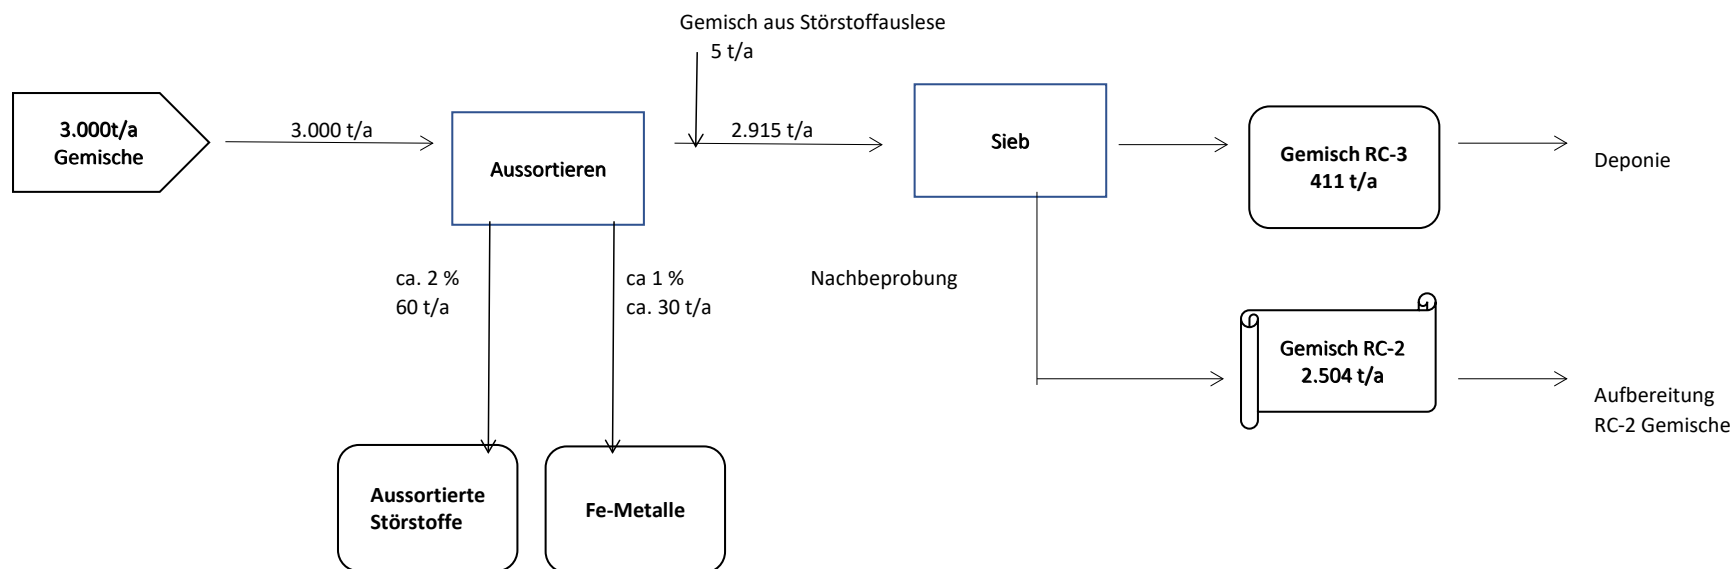 Gemisch aus Störstoffauslese
5 t/a
3.000t/a
Gemische
3.000 t/a
Aussortieren
2.915 t/a
Sieb
Gemisch RC-3
411 t/a
Deponie
ca. 2 %
60 t/a
ca 1 %
ca. 30 t/a
Nachbeprobung
Gemisch RC-2
2.504 t/a
Aufbereitung
RC-2 Gemische
Aussortierte
Störstoffe
Fe-Metalle